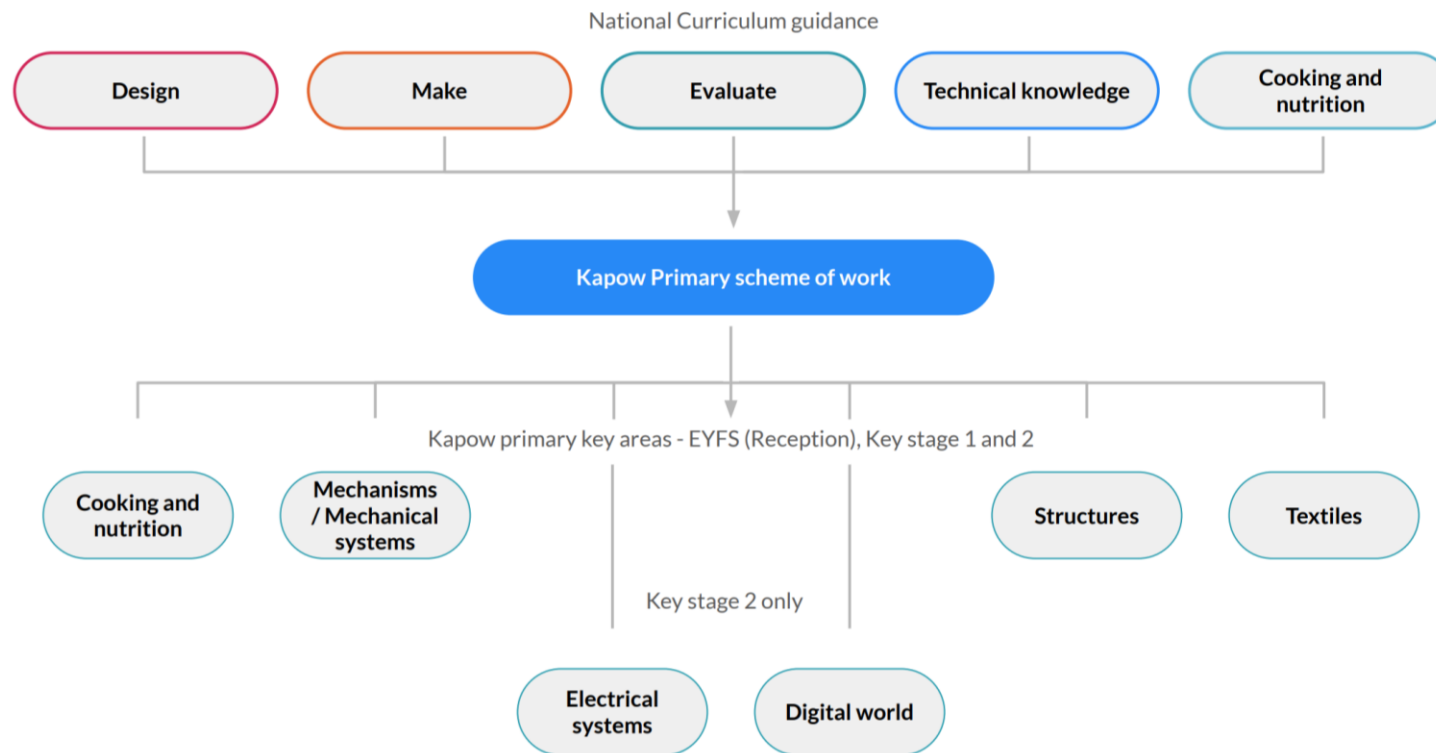 National Curriculum guidance
Design
Make
Evaluate
Technical knowledge
Cooking and
nutrition
Kapow Primary scheme of work
Kapow primary key areas - EYFS (Reception), Key stage 1 and 2
Cooking and
nutrition
Mechanisms
/ Mechanical
systems
Structures
Textiles
Key stage 2 only
Electrical
systems
Digital world